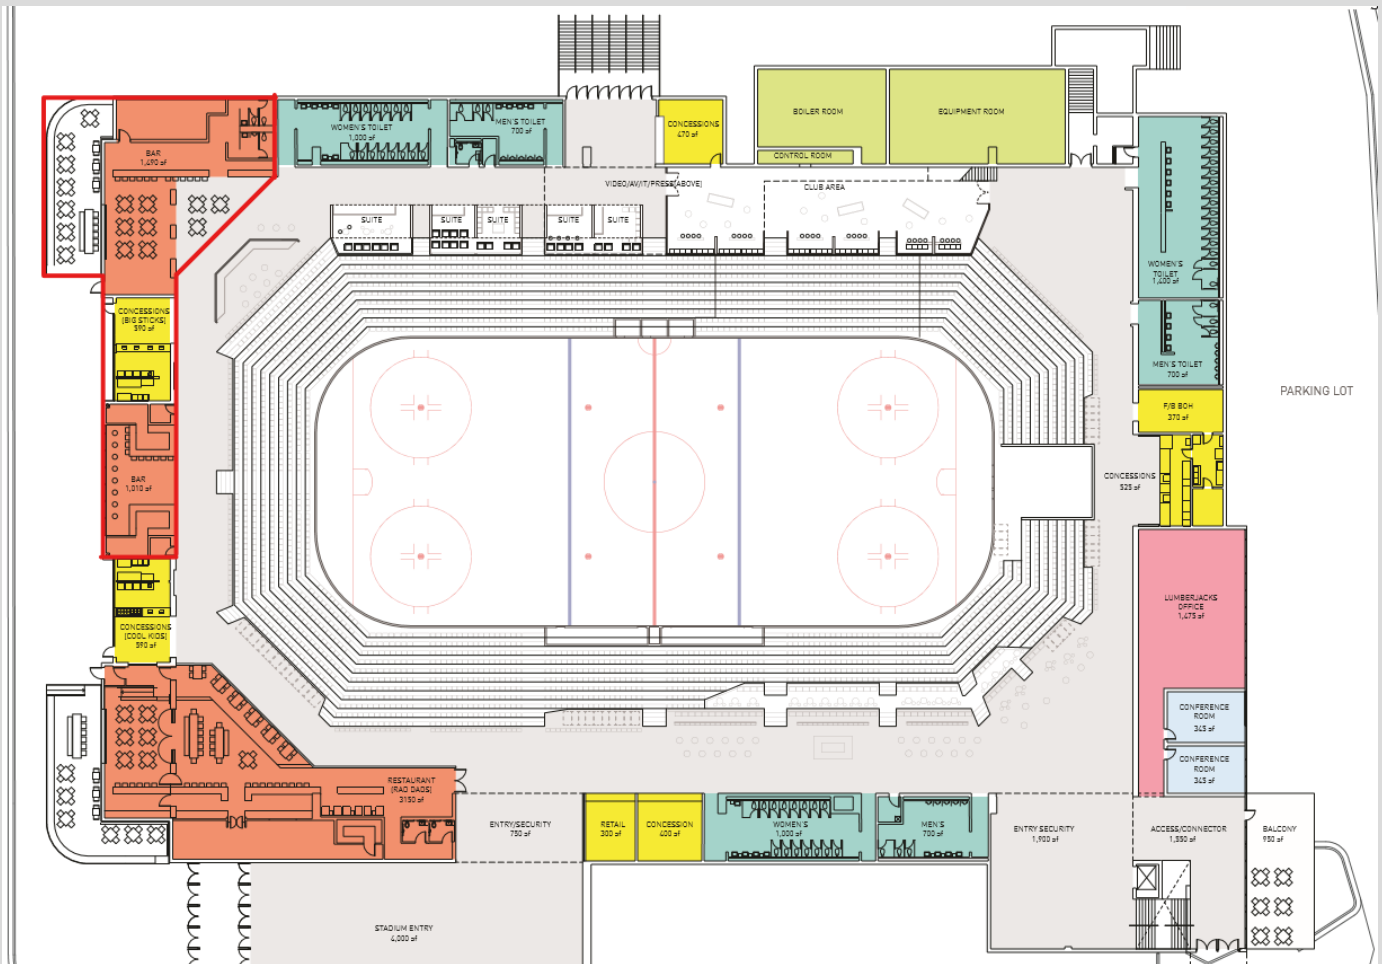 BOILER ROOM
EQUIPMENT ROOM
CONTROL ROOM
WOMEN'S TOILET
1,000 sf
MEN'S TOILET
700 sf
CONCESSIONS
470 sf
BAR
1,490 sf
VIDEO/AV/IT/PRESS(ABOVE)
CLUB AREA
SUITE
SUITE
SUITE
SUITE
SUITE
WOMEN'S
TOILET
1,400 sf
CONCESSIONS
(BIG STICKS)
590 sf
MEN'S TOILET
700 sf
PARKING LOT
F/B BOH
370 sf
BAR
1,010 sf
CONCESSIONS
525 sf
LUMBERJACKS
OFFICE
1,475 sf
CONCESSIONS
(COOL KIDS)
590 sf
CONFERENCE
ROOM
345 sf
CONFERENCE
ROOM
345 sf
RESTAURANT
(RAD DADS)
3150 sf
ENTRY/SECURITY
750 sf
RETAIL
300 sf
CONCESSION
400 sf
WOMEN'S
1,000 sf
MEN'S
700 sf
ENTRY SECURITY
1,900 sf
ACCESS/CONNECTOR
1,550 sf
BALCONY
950 sf
STADIUM ENTRY
4,000 sf